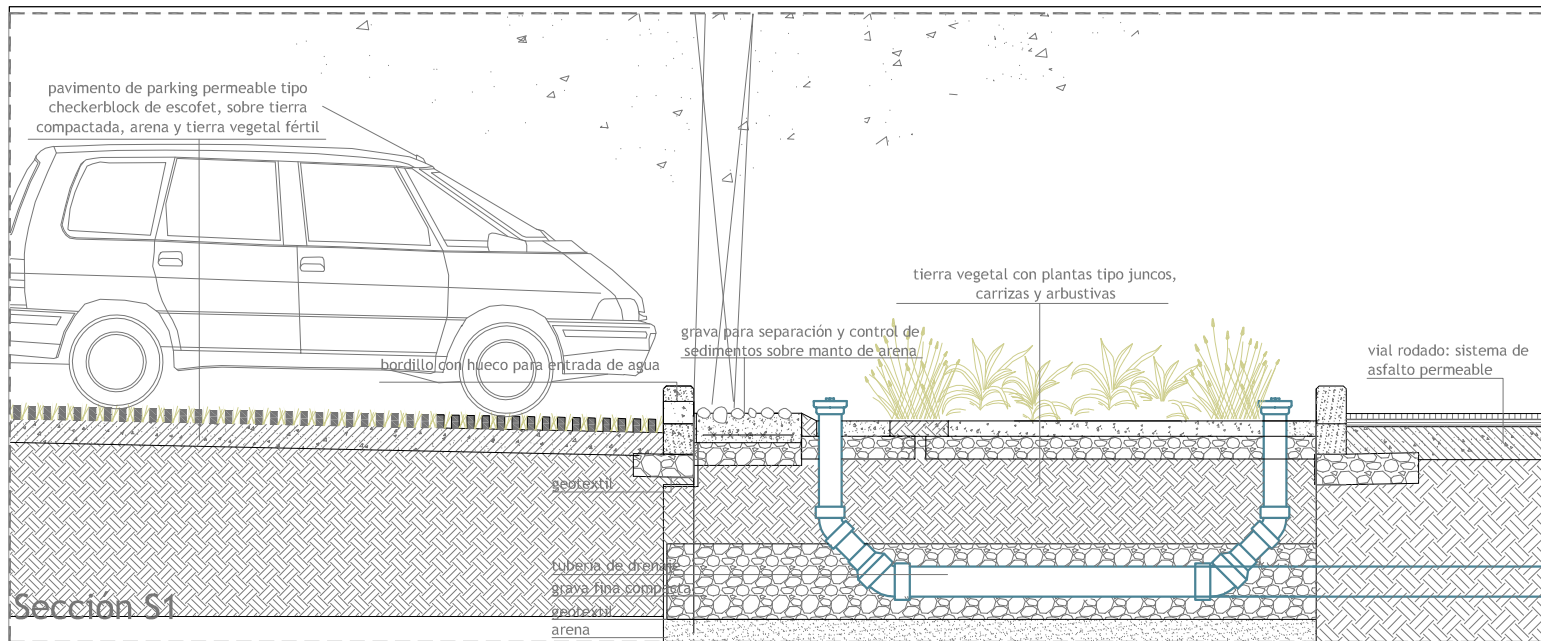 pavimento de parking permeable tipo
checkerblock de escofet, sobre tierra
compactada, arena y tierra vegetal fértil
tierra vegetal con plantas tipo juncos,
carrizas y arbustivas
grava para separación y control de
sedimentos sobre manto de arena
bordillo con hueco para entrada de agua
vial rodado: sistema de
asfalto permeable
geotextil
tubería de drenaje
grava fina compacta
geotextil
arena
Sección S1